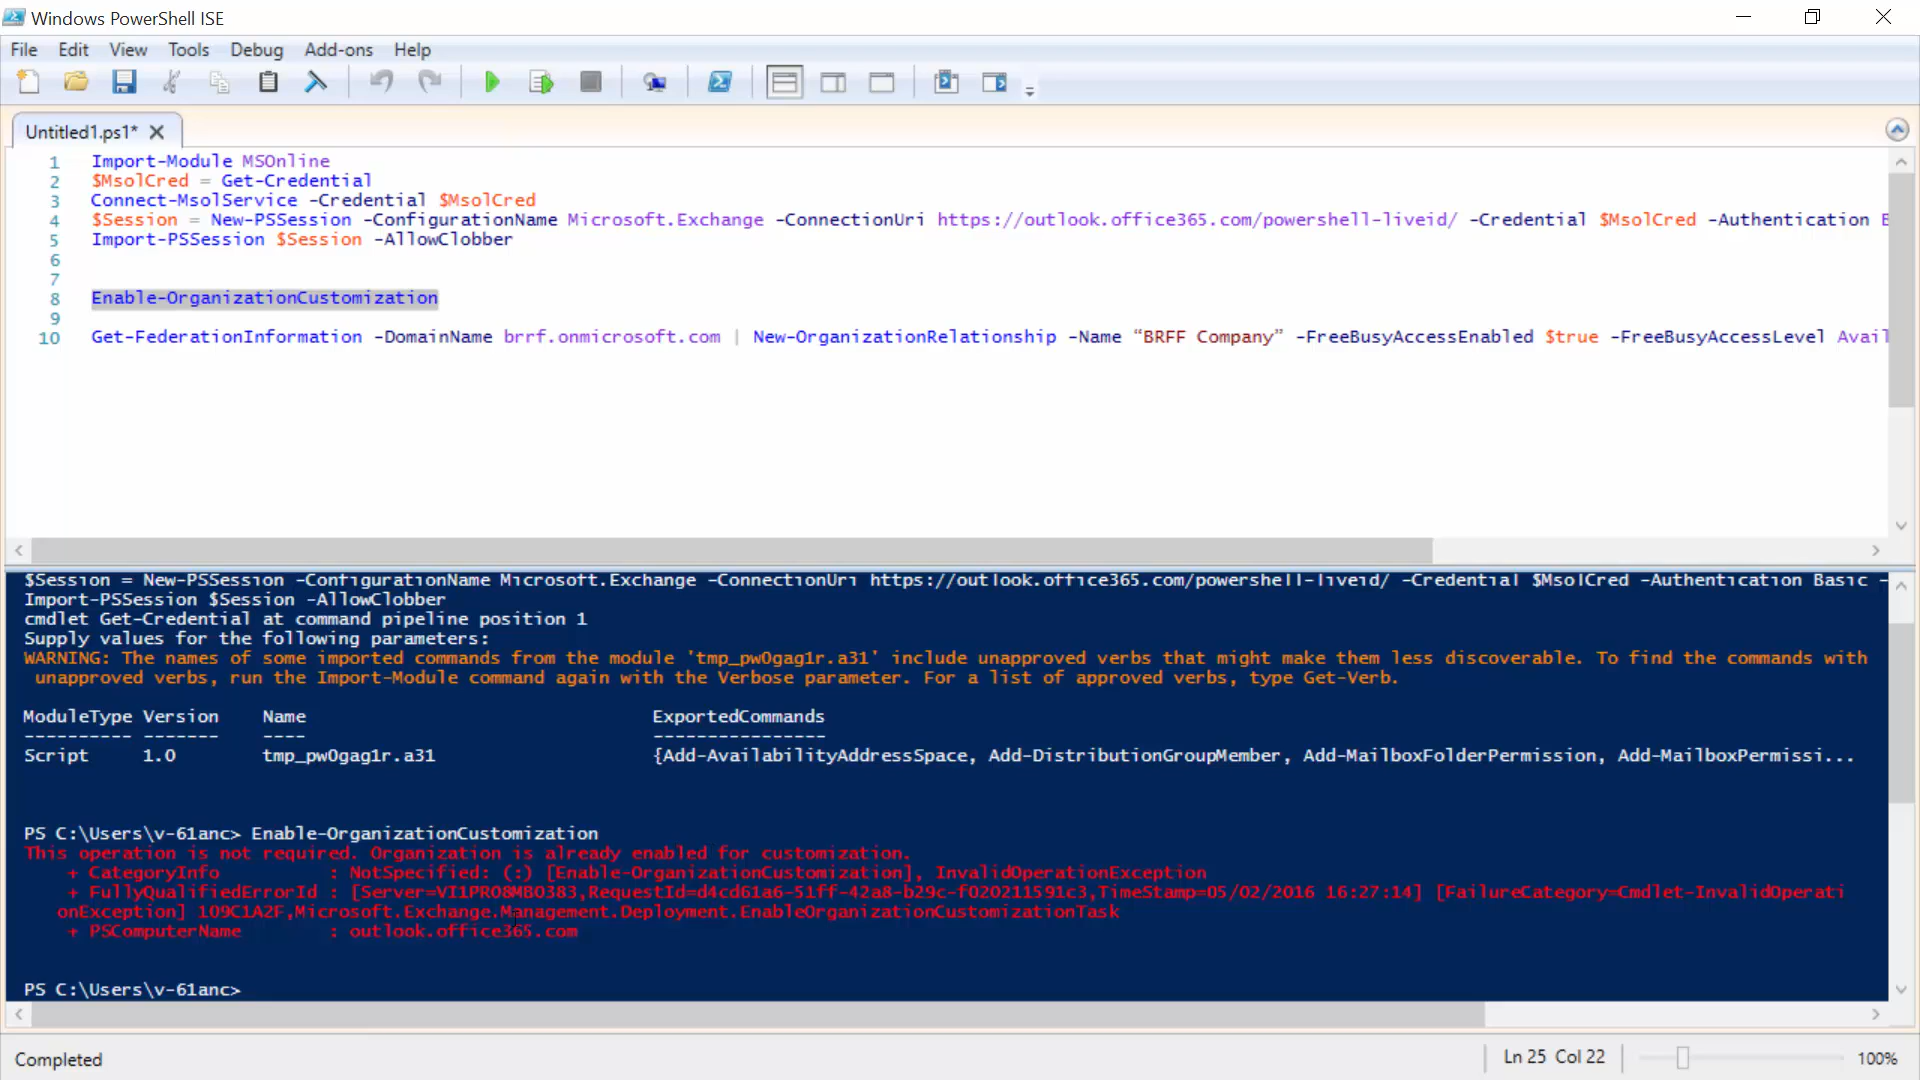 Windows PowerShell ISE
File Edit View Tools Debug Add-ons Help
Untitled1.ps1*
1 Import-Module MSOnline
2 $MsolCred = Get-Credential
3 Connect-MsolService -Credential $MsolCred
4 $Session = New-PSSession -ConfigurationName Microsoft.Exchange -ConnectionUri https://outlook.office365.com/powershell-liveid/ -Credential $MsolCred -Authentication B
5 Import-PSSession $Session -AllowClobber
6
7
8 Enable-OrganizationCustomization
9
10 Get-FederationInformation -DomainName brrf.onmicrosoft.com | New-OrganizationRelationship -Name “BRFF Company” -FreeBusyAccessEnabled $true -FreeBusyAccessLevel Avail
$Session = New-PSSession -ConfigurationName Microsoft.Exchange -ConnectionUri https://outlook.office365.com/powershell-liveid/ -Credential $MsolCred -Authentication Basic -
Import-PSSession $Session -AllowClobber
cmdlet Get-Credential at command pipeline position 1
Supply values for the following parameters:
WARNING: The names of some imported commands from the module 'tmp_pw0gag1r.a31' include unapproved verbs that might make them less discoverable. To find the commands with
unapproved verbs, run the Import-Module command again with the Verbose parameter. For a list of approved verbs, type Get-Verb.
ModuleType Version Name ExportedCommands
---------- ------- ---- ----------------
Script 1.0 tmp_pw0gag1r.a31 {Add-AvailabilityAddressSpace, Add-DistributionGroupMember, Add-MailboxFolderPermission, Add-MailboxPermissi...
PS C:\Users\v-61anc> Enable-OrganizationCustomization
This operation is not required. Organization is already enabled for customization.
+ CategoryInfo : NotSpecified: (:) [Enable-OrganizationCustomization], InvalidOperationException
+ FullyQualifiedErrorId : [Server=VI1PR08MB0383,RequestId=d4cd61a6-51ff-42a8-b29c-f020211591c3,TimeStamp=05/02/2016 16:27:14] [FailureCategory=Cmdlet-InvalidOperati
onException] 109C1A2F,Microsoft.Exchange.Management.Deployment.EnableOrganizationCustomizationTask
+ PSComputerName : outlook.office365.com
PS C:\Users\v-61anc>
Completed
Ln 25 Col 22
100%